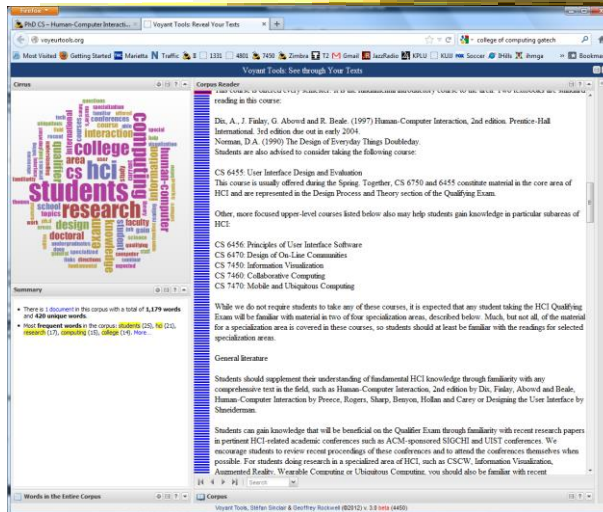 Firefox
PhD CS – Human-Computer Interacti...
Voyant Tools: Reveal Your Texts
voyeurtools.org
college of computing gatech
Most Visited
Getting Started
Marietta
Traffic
1331
4801
7450
Zimbra
T2
Gmail
JazzRadio
KPLU
Soccer
ihmga
Bookmar
Voyant Tools: See through Your Texts
Cirrus
Corpus Reader
students
research
computing
hci
college
human-computer
cs
interaction
information
qualifier
area
exam
knowledge
design
doctoral
school
topics
faculty
student
reading in this course:
Dix, A., J. Finlay, G. Abowd and R. Beale. (1997) Human-Computer Interaction, 2nd edition. Prentice-Hall
International. 3rd edition due out in early 2004.
Norman, D.A. (1990) The Design of Everyday Things Doubleday.
Students are also advised to consider taking the following course:
CS 6455: User Interface Design and Evaluation
This course is usually offered during the Spring. Together, CS 6750 and 6455 constitute material in the core area of
HCI and are represented in the Design Process and Theory section of the Qualifying Exam.
Other, more focused upper-level courses listed below also may help students gain knowledge in particular subareas of
HCI:
CS 6456: Principles of User Interface Software
CS 6470: Design of On-Line Communities
CS 7450: Information Visualization
CS 7460: Collaborative Computing
CS 7470: Mobile and Ubiquitous Computing
While we do not require students to take any of these courses, it is expected that any student taking the HCI Qualifying
Exam will be familiar with material in two of four specialization areas, described below. Much, but not all, of the material
for a specialization area is covered in these courses, so students should at least be familiar with the readings for selected
specialization areas.
General literature
Students should supplement their understanding of fundamental HCI knowledge through familiarity with any
comprehensive text in the field, such as Human-Computer Interaction, 2nd edition by Dix, Finlay, Abowd and Beale,
Human-Computer Interaction by Preece, Rogers, Sharp, Benyon, Holland and Carey or Designing the User Interface by
Shneiderman.
Students can gain knowledge that will be beneficial on the Qualifier Exam through familiarity with recent research papers
in pertinent HCI-related academic conferences such as ACM-sponsored SIGCHI and UIST conferences. We
encourage students to review recent proceedings of these conferences and to attend the conferences themselves when
possible. For students doing research in a specialized area of HCI, such as CSCW, Information Visualization,
Augmented Reality, Wearable Computing or Ubiquitous Computing, you should also be familiar with recent
Summary
There is 1 document in this corpus with a total of 1,179 words
and 420 unique words.
Most frequent words in the corpus: students (25), hci (21),
research (17), computing (15), college (14). More...
Search
Words in the Entire Corpus
Corpus
Voyant Tools, Stéfan Sinclair & Geoffrey Rockwell (©2012) v. 3.0 beta (4450)